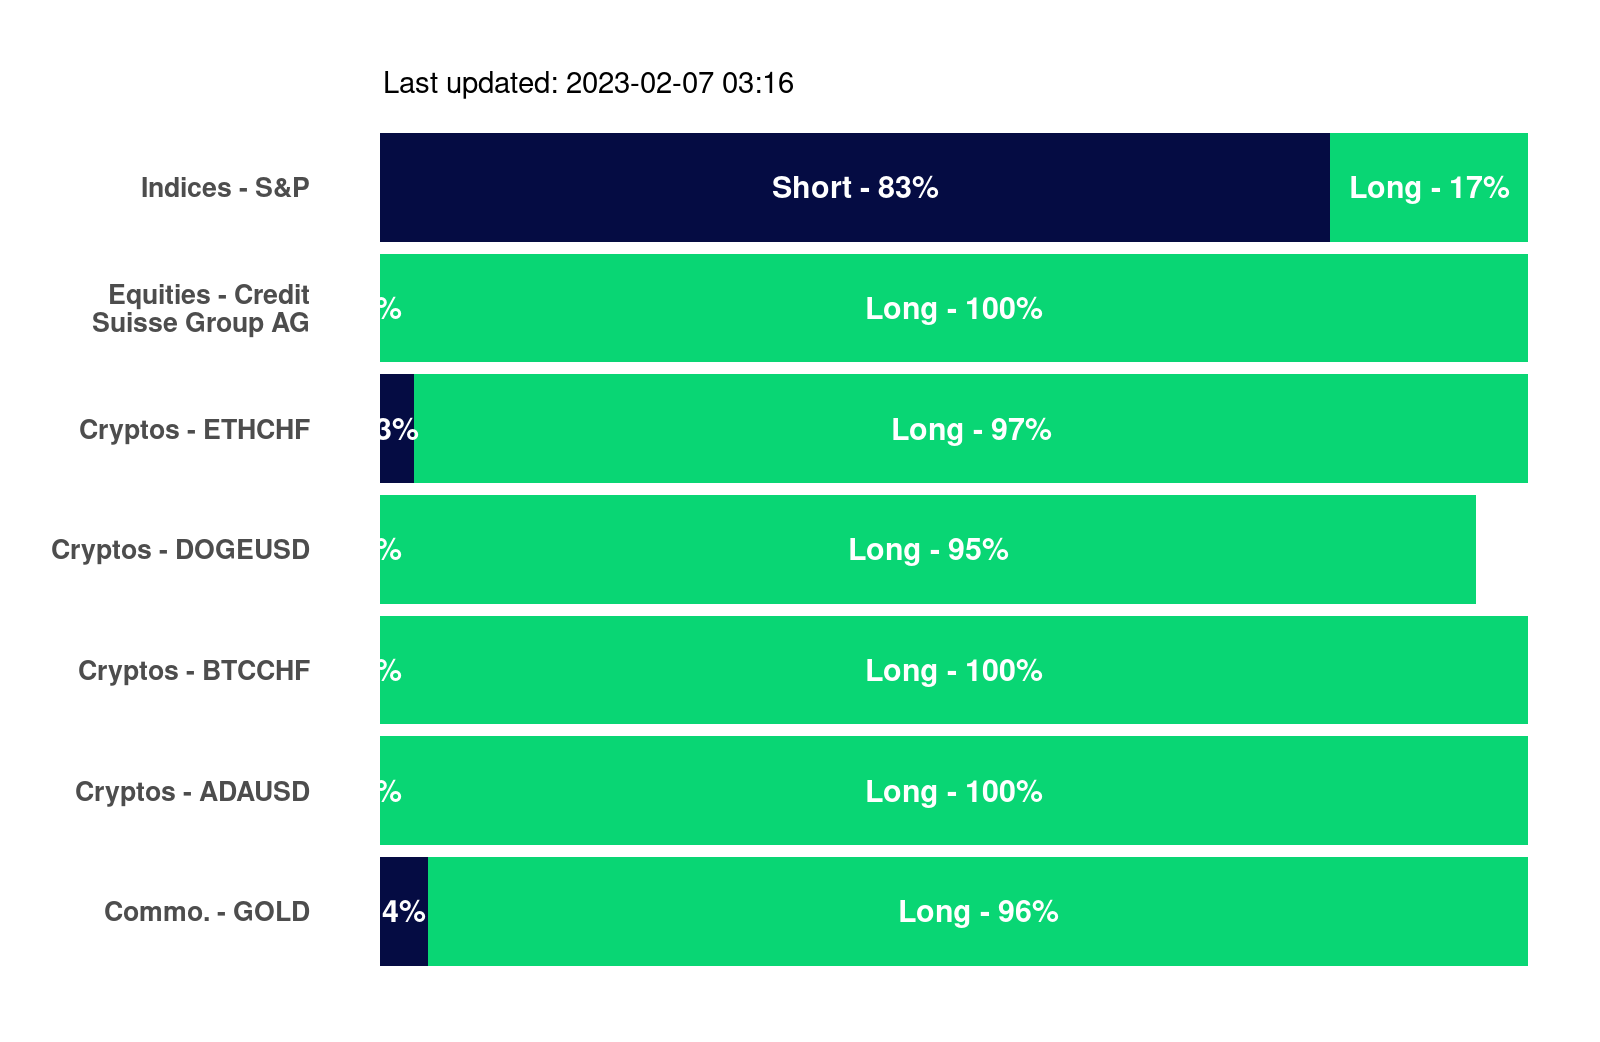 Last updated: 2023-02-07 03:16
Indices - S&P
Short - 83%
Long - 17%
Equities - Credit
Suisse Group AG
%
Long - 100%
Cryptos - ETHCHF
3%
Long - 97%
Cryptos - DOGEUSD
%
Long - 95%
Cryptos - BTCCHF
%
Long - 100%
Cryptos - ADAUSD
%
Long - 100%
Commo. - GOLD
4%
Long - 96%